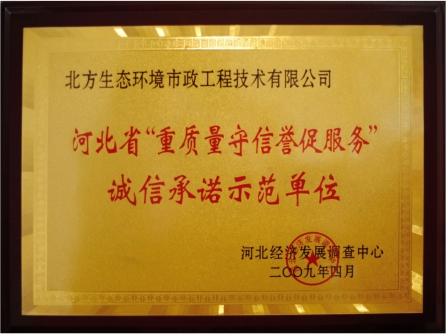 北方生态环境市政工程技术有限公司
河北省“重质量守信誉促服务”
诚信承诺示范单位
河北经济发展调查中心
二〇〇九年四月